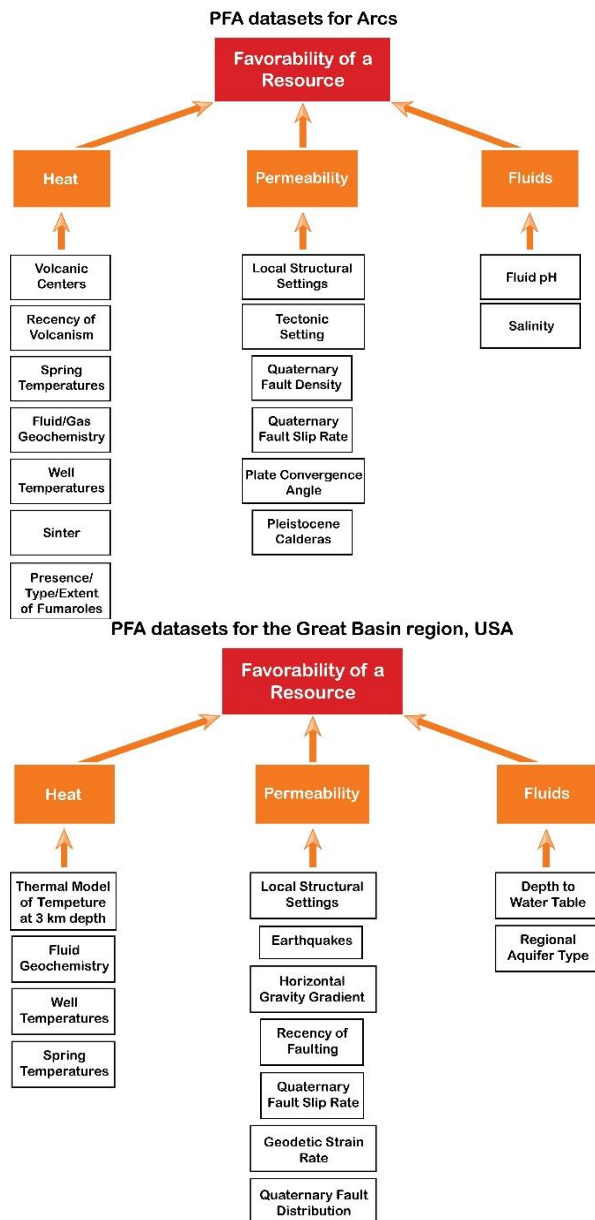 PFA datasets for Arcs
Favorability of a
Resource
Heat
Permeability
Fluids
Volcanic
Centers
Recency of
Volcanism
Spring
Temperatures
Fluid/Gas
Geochemistry
Well
Temperatures
Sinter
Presence/
Type/Extent
of Fumaroles
Local Structural
Settings
Tectonic
Setting
Quaternary
Fault Density
Quaternary
Fault Slip Rate
Plate Convergence
Angle
Pleistocene
Calderas
Fluid pH
Salinity
PFA datasets for the Great Basin region, USA
Favorability of a
Resource
Heat
Permeability
Fluids
Thermal Model
of Tempeture
at 3 km depth
Fluid
Geochemistry
Well
Temperatures
Spring
Temperatures
Local Structural
Settings
Earthquakes
Horizontal
Gravity Gradient
Recency of
Faulting
Quaternary
Fault Slip Rate
Geodetic Strain
Rate
Quaternary Fault
Distribution
Depth to
Water Table
Regional
Aquifer Type